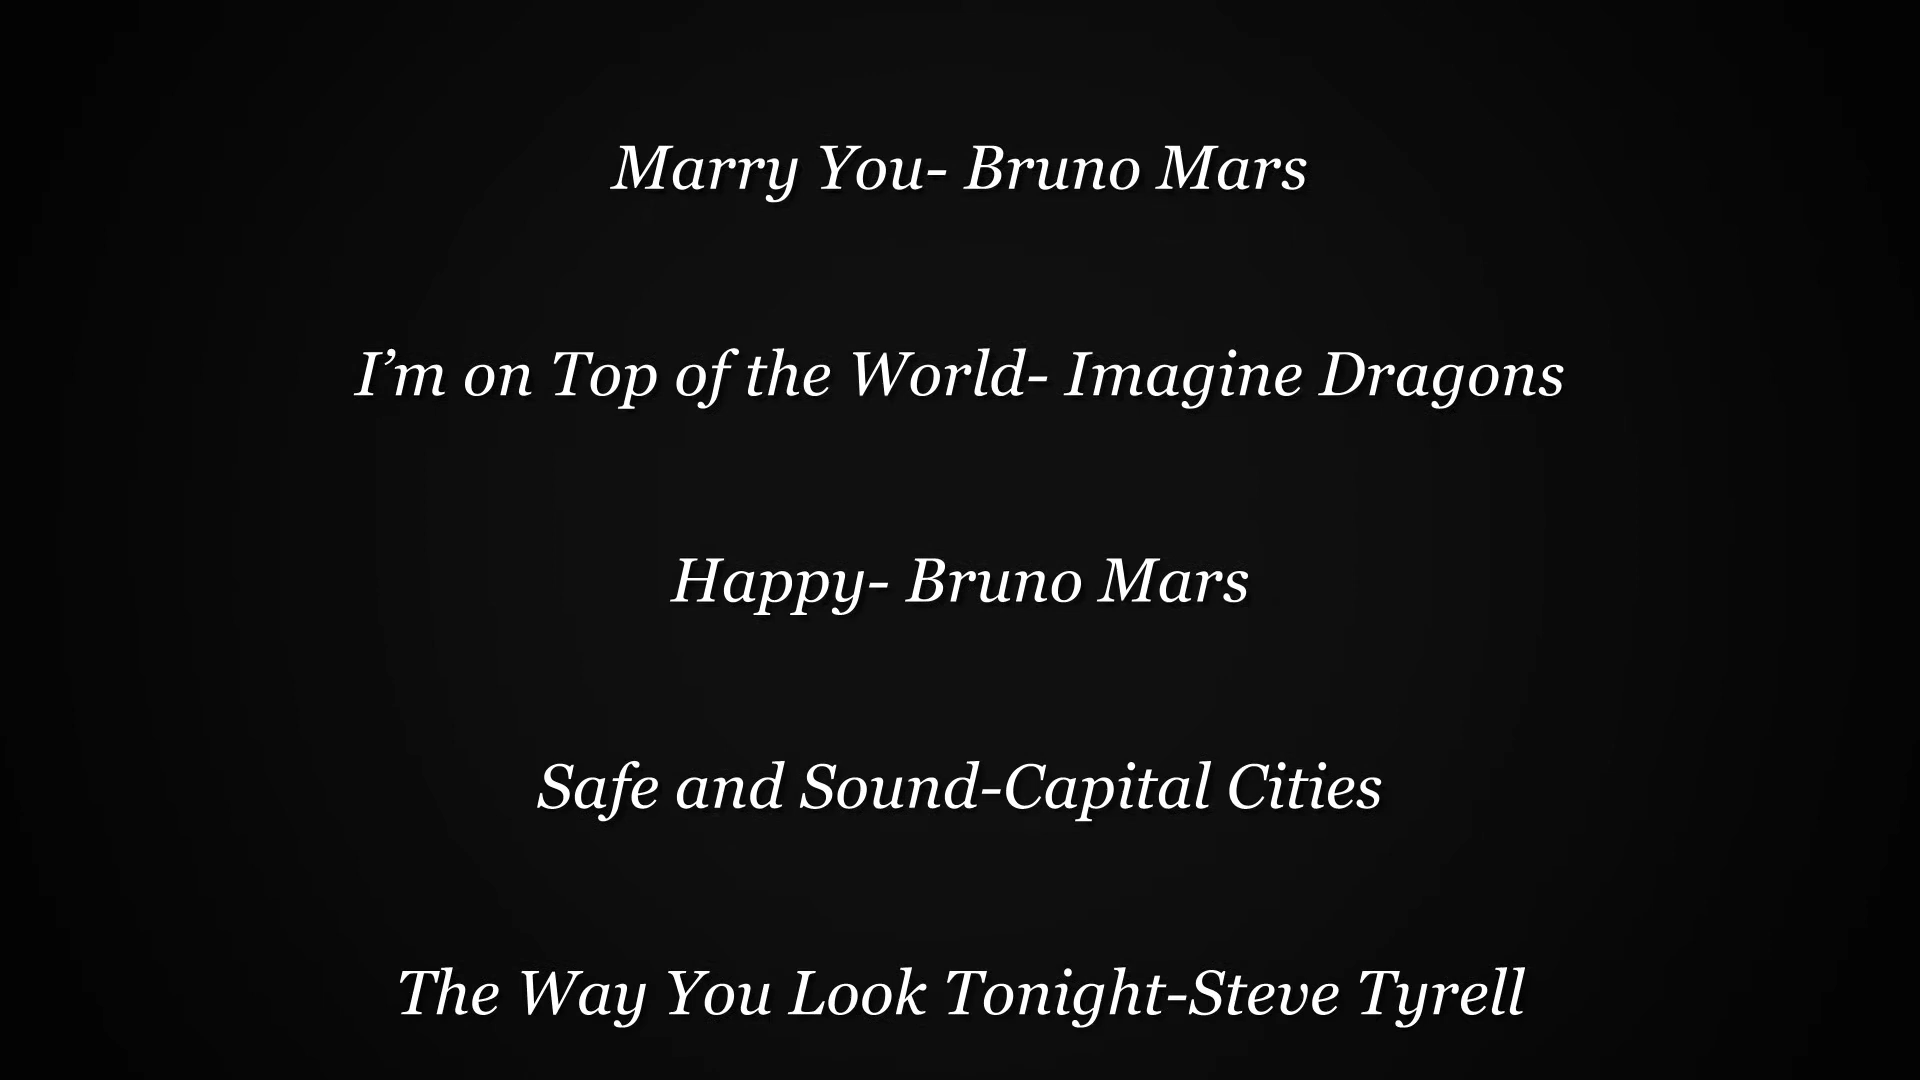 Marry You- Bruno Mars
I’m on Top of the World- Imagine Dragons
Happy- Bruno Mars
Safe and Sound-Capital Cities
The Way You Look Tonight-Steve Tyrell